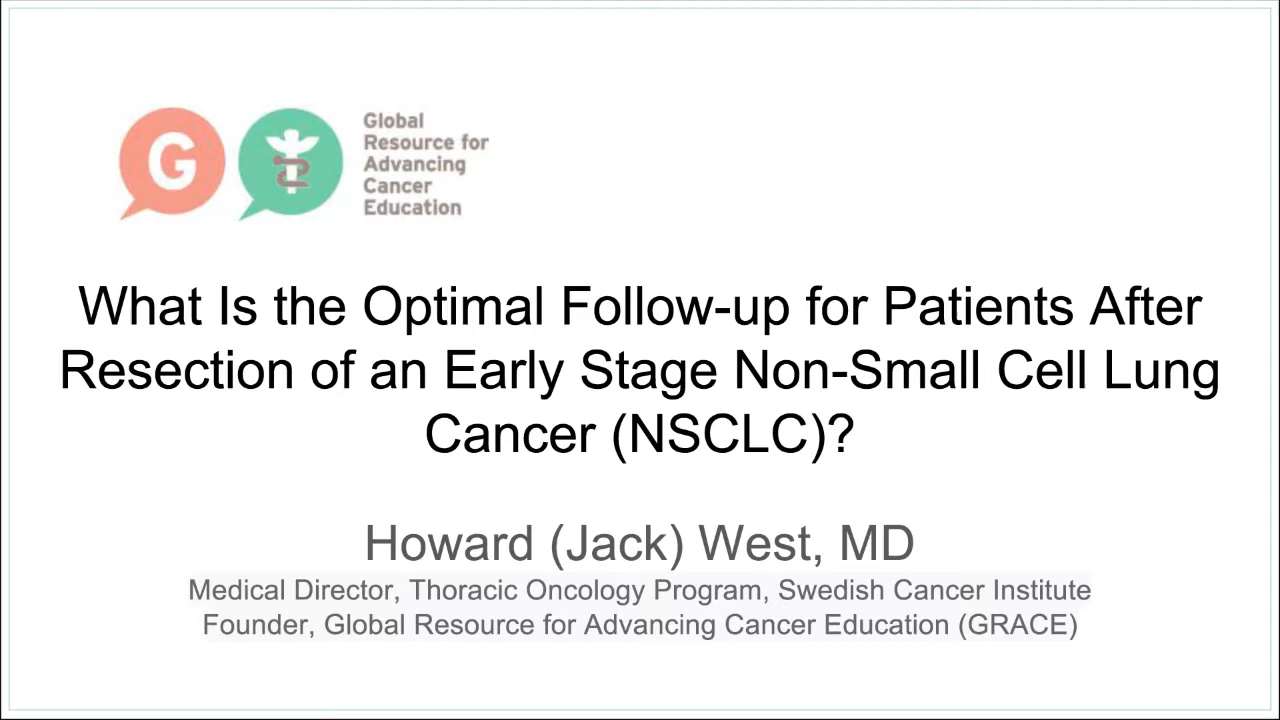 G
Global
Resource for
Advancing
Cancer
Education
What Is the Optimal Follow-up for Patients After
Resection of an Early Stage Non-Small Cell Lung
Cancer (NSCLC)?
Howard (Jack) West, MD
Medical Director, Thoracic Oncology Program, Swedish Cancer Institute
Founder, Global Resource for Advancing Cancer Education (GRACE)